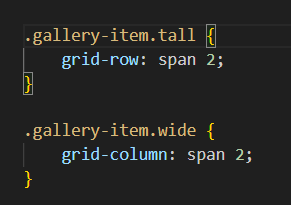 .gallery-item.tall {
    grid-row: span 2;
}

.gallery-item.wide {
    grid-column: span 2;
}